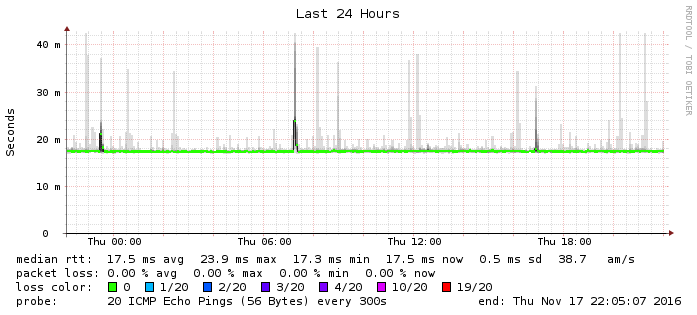 Last 24 Hours
RRDTOOL / TOBI OETIKER
Seconds
40 m
30 m
20 m
10 m
0
Thu 00:00 Thu 06:00 Thu 12:00 Thu 18:00
median rtt: 17.5 ms avg 23.9 ms max 17.3 ms min 17.5 ms now 0.5 ms sd 38.7 am/s
packet loss: 0.00 % avg 0.00 % max 0.00 % min 0.00 % now
loss color: 0 1/20 2/20 3/20 4/20 10/20 19/20
probe: 20 ICMP Echo Pings (56 Bytes) every 300s end: Thu Nov 17 22:05:07 2016